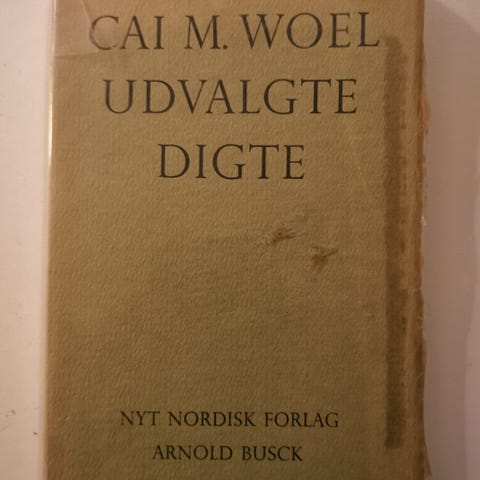 CAI M. WOEL
UDVALGTE
DIGTE
NYT NORDISK FORLAG
ARNOLD BUSCK